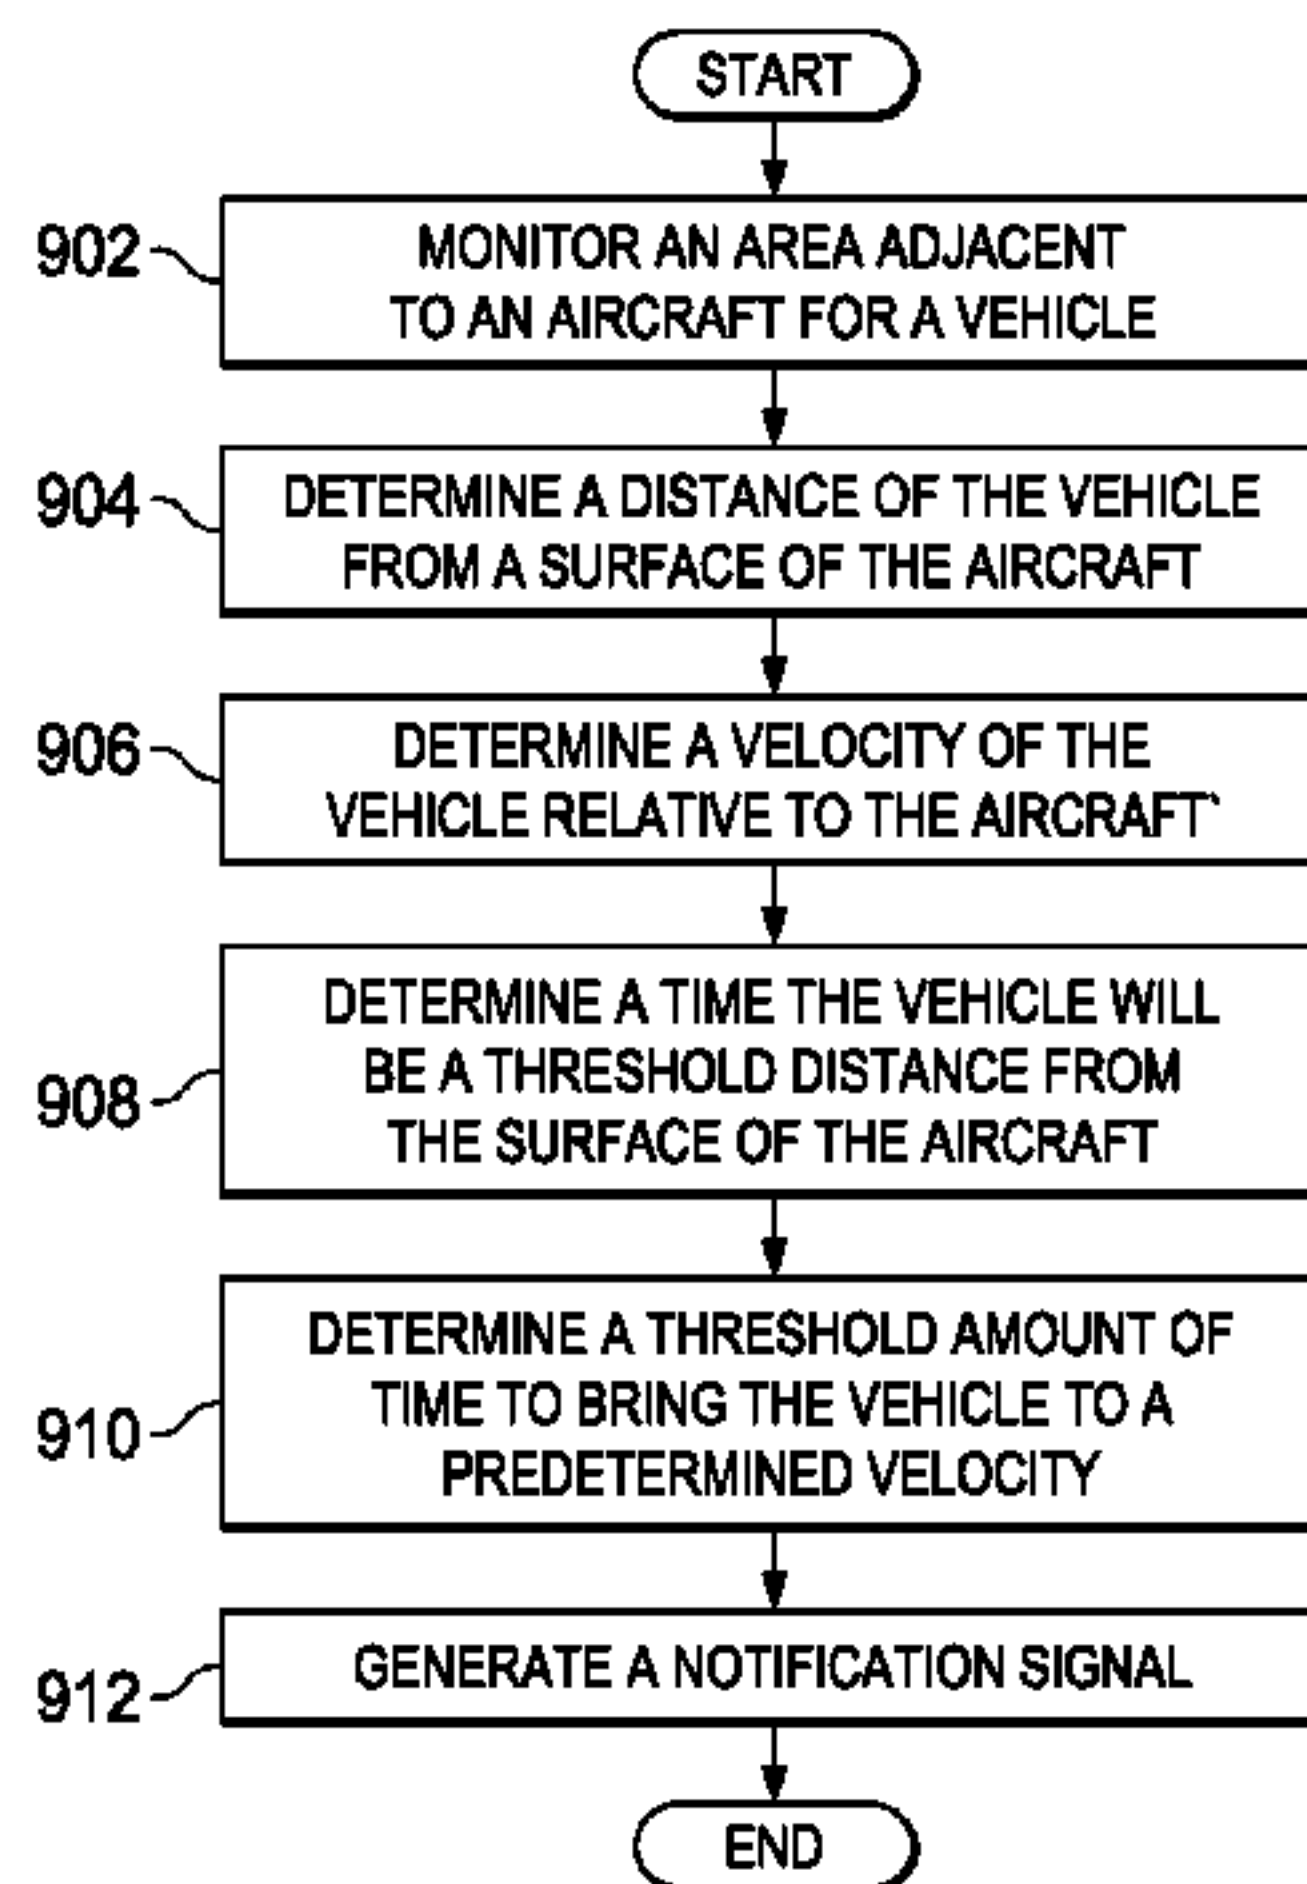 START
902
MONITOR AN AREA ADJACENT
TO AN AIRCRAFT FOR A VEHICLE
904
DETERMINE A DISTANCE OF THE VEHICLE
FROM A SURFACE OF THE AIRCRAFT
906
DETERMINE A VELOCITY OF THE
VEHICLE RELATIVE TO THE AIRCRAFT`
908
DETERMINE A TIME THE VEHICLE WILL
BE A THRESHOLD DISTANCE FROM
THE SURFACE OF THE AIRCRAFT
910
DETERMINE A THRESHOLD AMOUNT OF
TIME TO BRING THE VEHICLE TO A
PREDETERMINED VELOCITY
912
GENERATE A NOTIFICATION SIGNAL
END